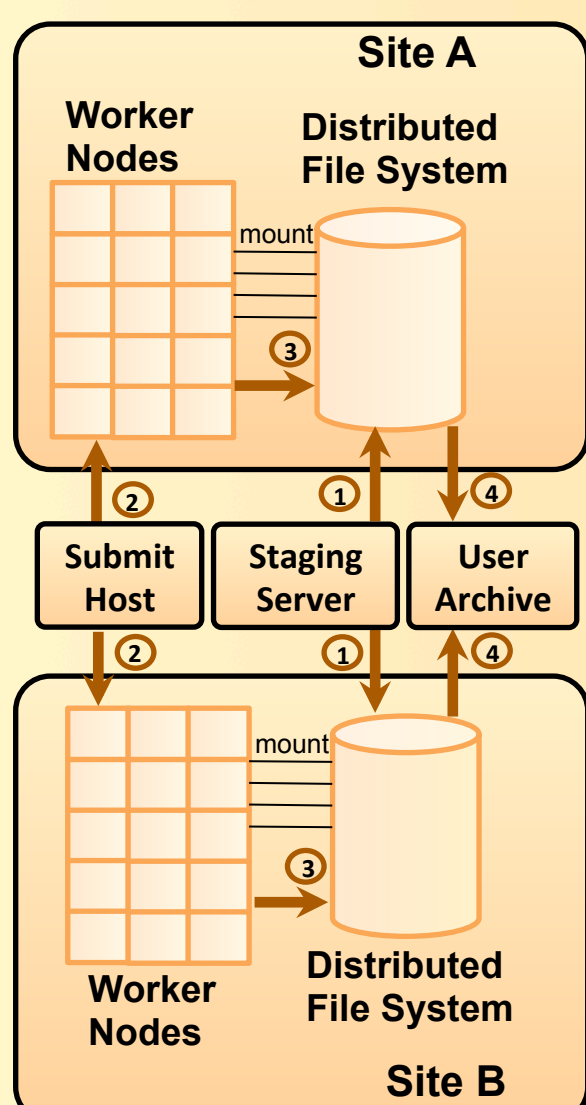 Site A
Worker
Nodes
Distributed
File System
mount
3
2
1
4
Submit
Host
Staging
Server
User
Archive
2
1
4
mount
3
Worker
Nodes
Distributed
File System
Site B